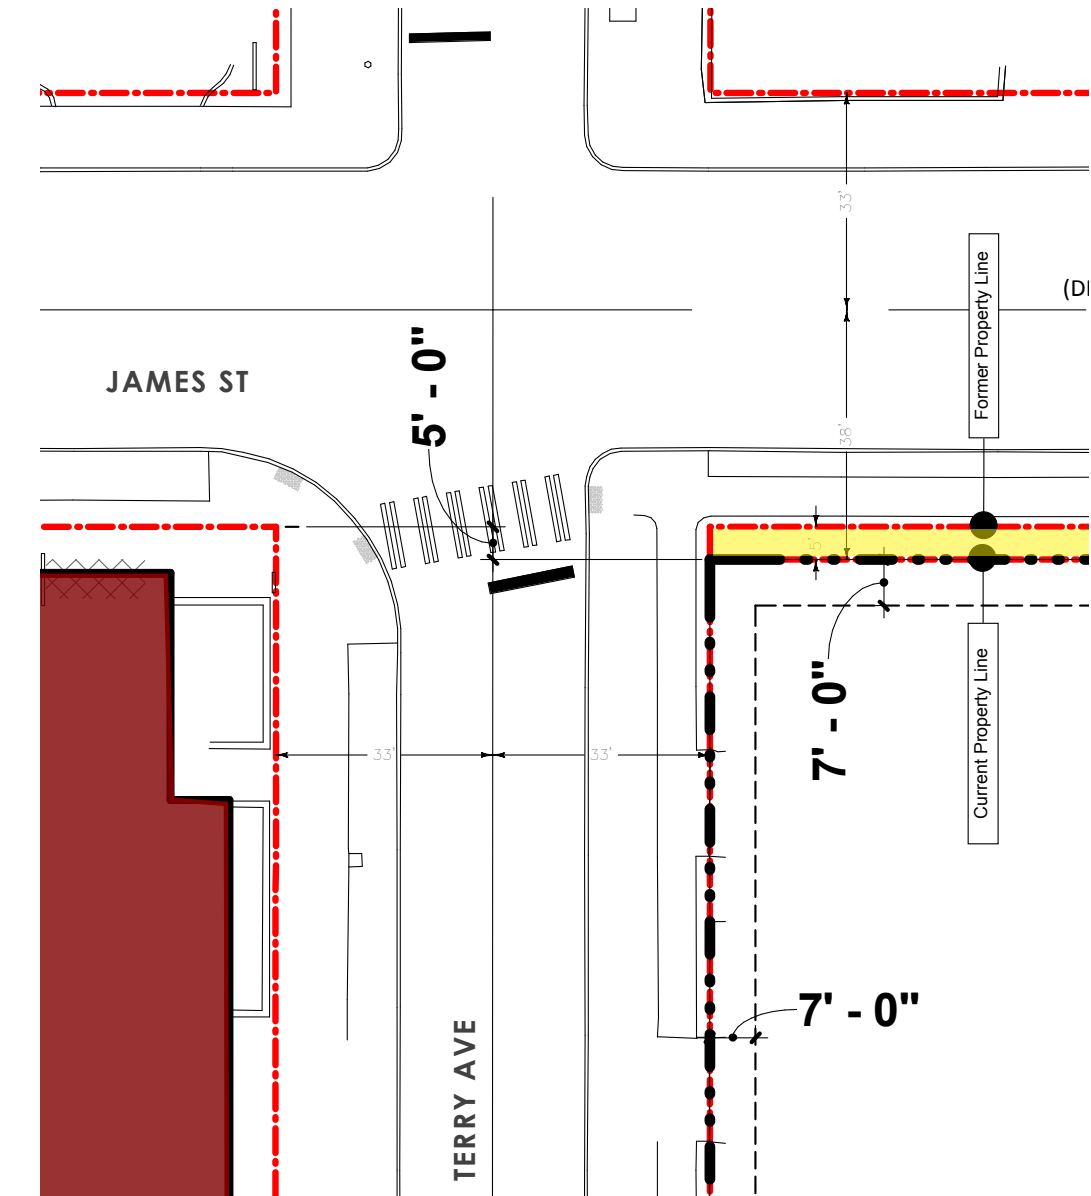 33'
Former Property Line
(DI
5' - 0"
JAMES ST
38'
5'
7' - 0"
Current Property Line
33'
33'
7' - 0"
TERRY AVE